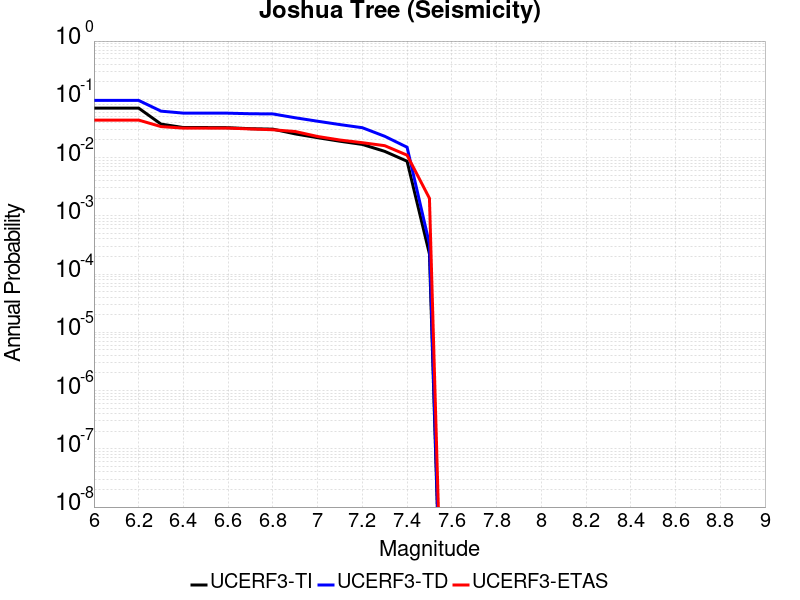 Joshua Tree (Seismicity)
10^0
10^-1
10^-2
10^-3
10^-4
10^-5
10^-6
10^-7
10^-8
Annual Probability
6 6.2 6.4 6.6 6.8 7 7.2 7.4 7.6 7.8 8 8.2 8.4 8.6 8.8 9
Magnitude
UCERF3-TI UCERF3-TD UCERF3-ETAS